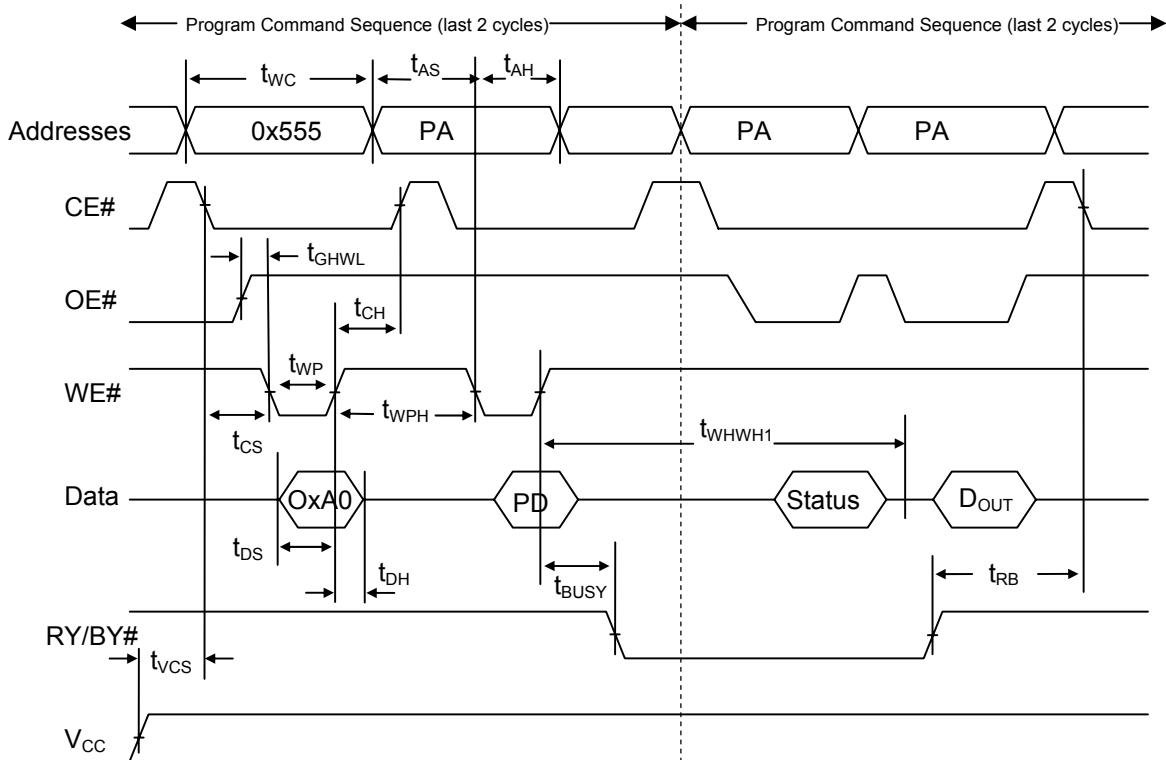 Program Command Sequence (last 2 cycles) Program Command Sequence (last 2 cycles)
tWC tAS tAH
Addresses 0x555 PA PA PA
CE#
tGHWL
OE#
tCH
tWP
WE#
tWPH tWHWH1
tCS
Data OxA0 PD Status DOUT
tDS tDH tBUSY tRB
RY/BY#
tVCS
VCC